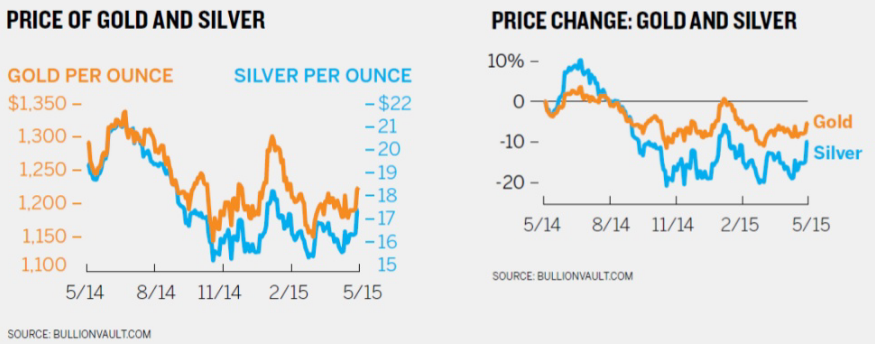 PRICE OF GOLD AND SILVER
GOLD PER OUNCE
SILVER PER OUNCE
$1,350
1,300
1,250
1,200
1,150
1,100
$22
21
20
19
18
17
16
15
5/14 8/14 11/14 2/15 5/15
SOURCE: BULLIONVAULT.COM
PRICE CHANGE: GOLD AND SILVER
10%
0
-10
-20
Gold
Silver
5/14 8/14 11/14 2/15 5/15
SOURCE: BULLIONVAULT.COM